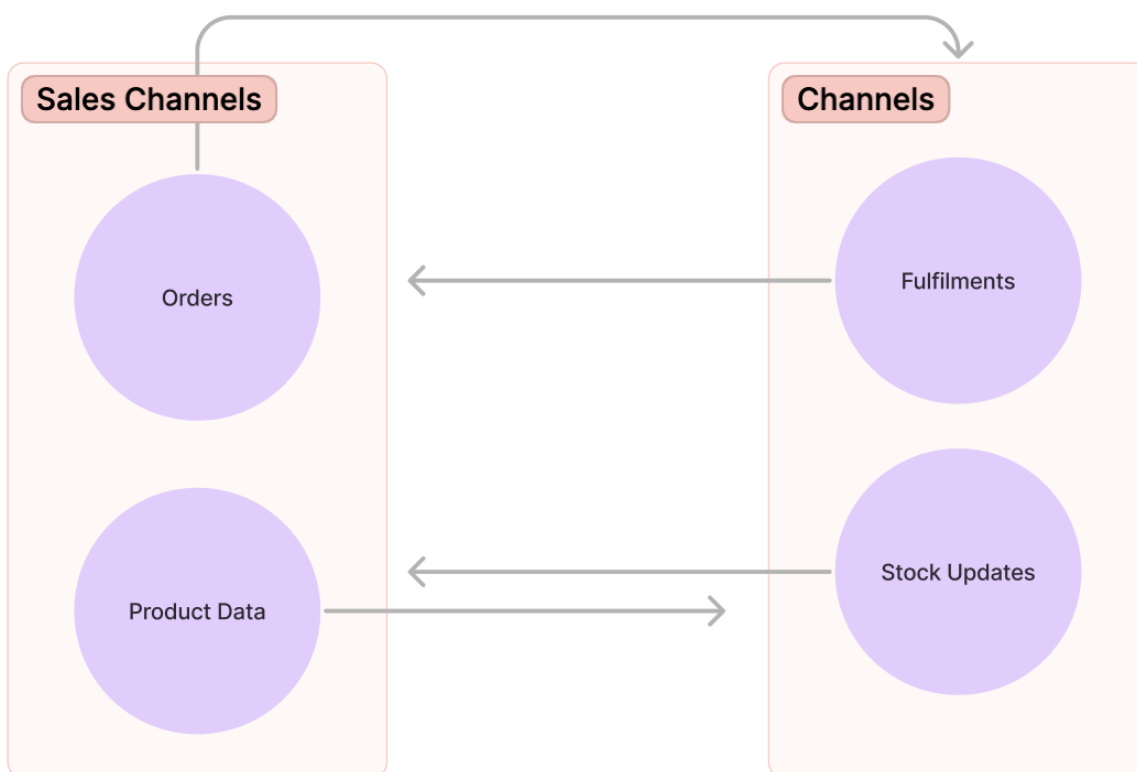 Sales Channels
Channels
Orders
Fulfilments
Product Data
Stock Updates